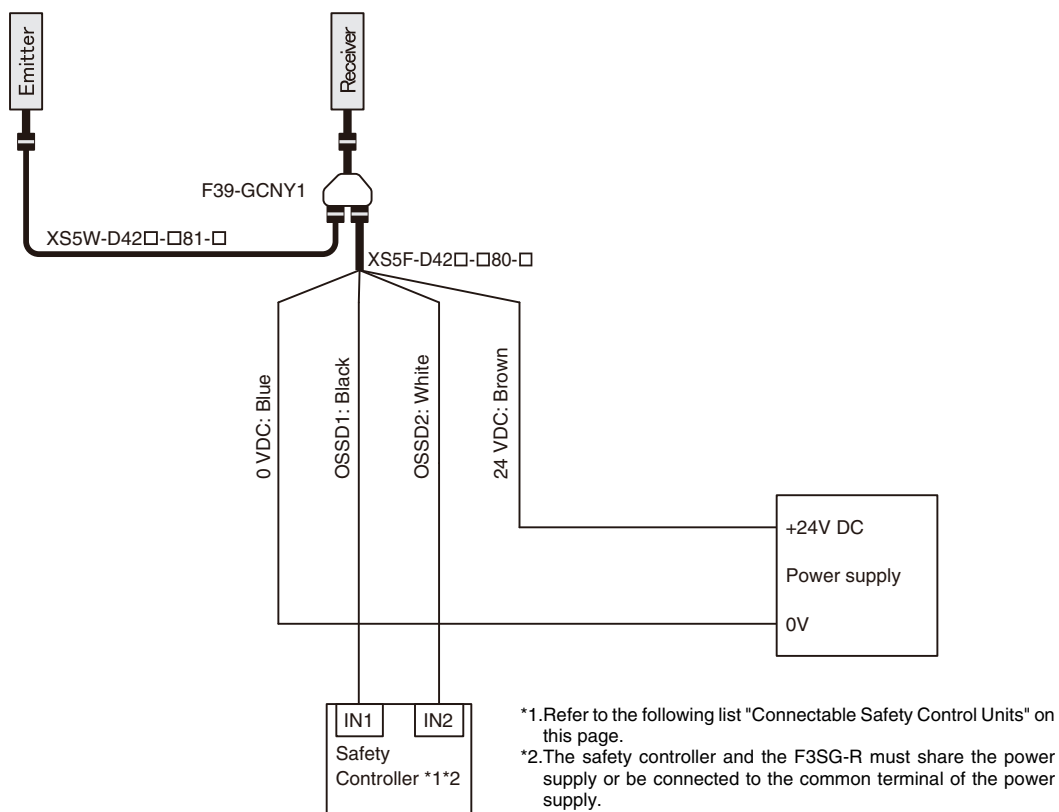 Emitter
Receiver
F39-GCNY1
XS5W-D42□-□81-□
XS5F-D42□-□80-□
0 VDC: Blue
OSSD1: Black
OSSD2: White
24 VDC: Brown
+24V DC
Power supply
0V
IN1
IN2
Safety
Controller *1*2
*1.Refer to the following list "Connectable Safety Control Units" on
this page.
*2.The safety controller and the F3SG-R must share the power
supply or be connected to the common terminal of the power
supply.